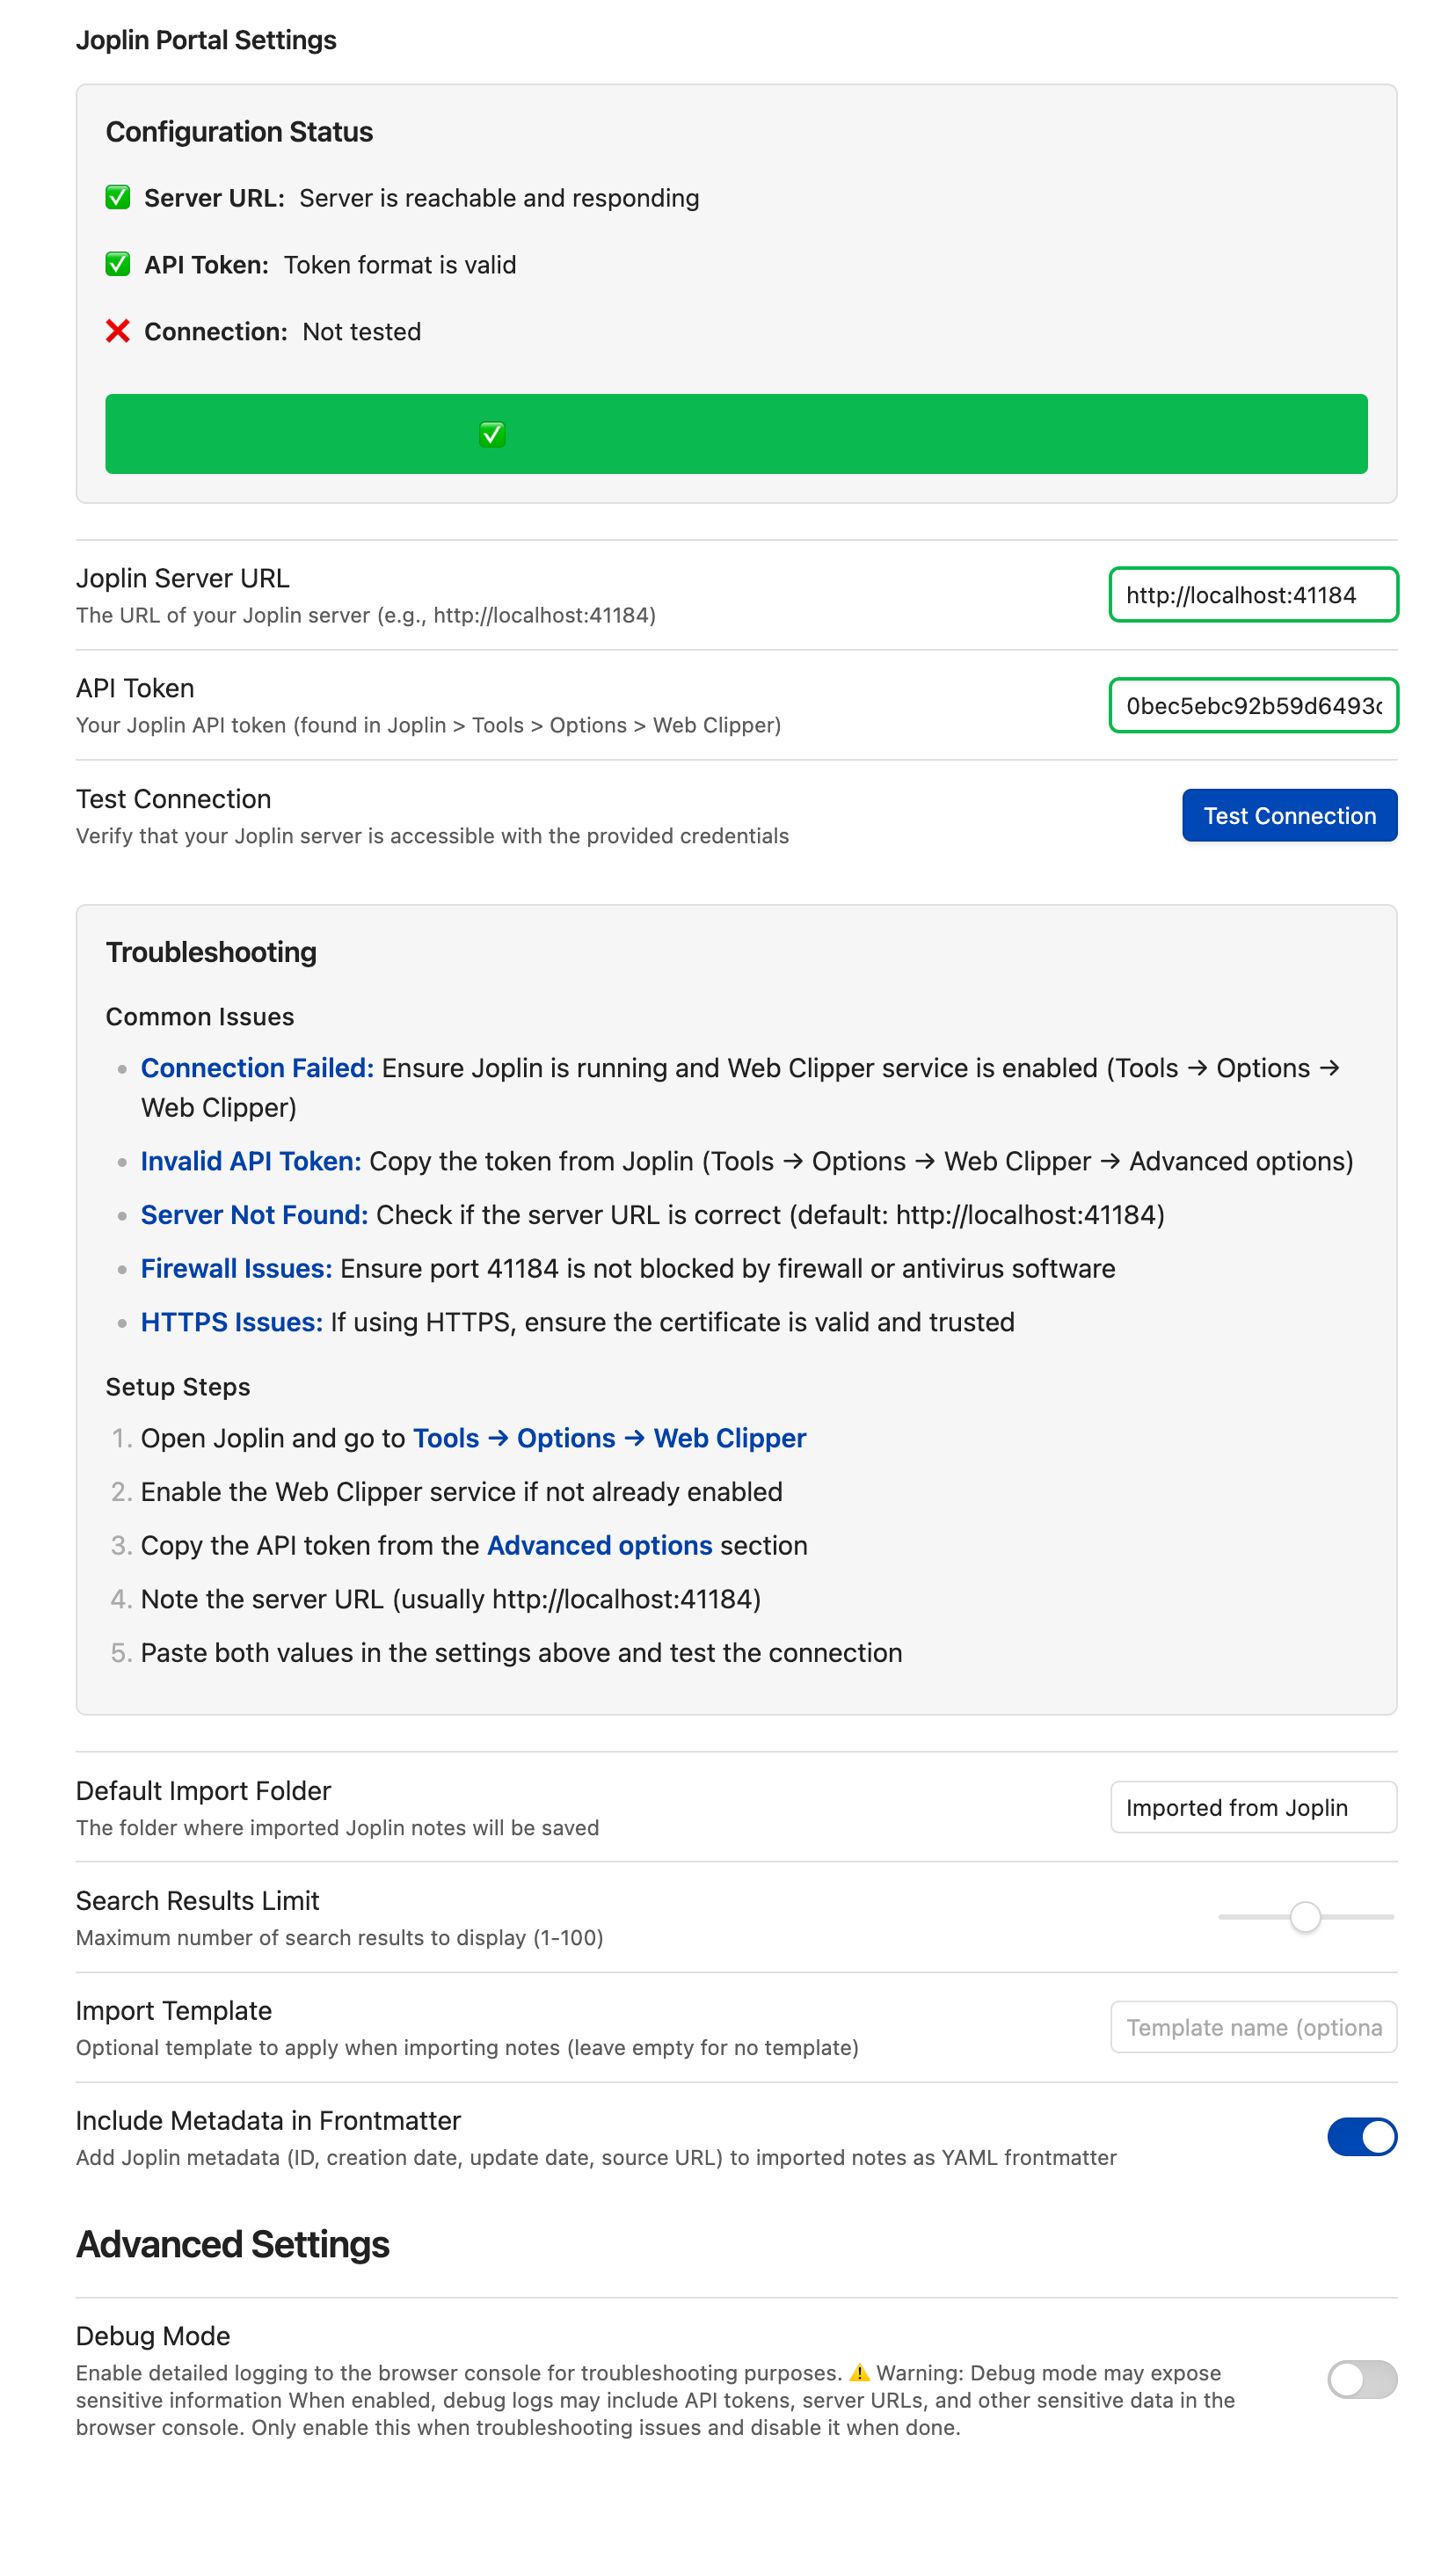 Joplin Portal Settings
Configuration Status
✅ Server URL: Server is reachable and responding
✅ API Token: Token format is valid
❌ Connection: Not tested
✅
Joplin Server URL
The URL of your Joplin server (e.g., http://localhost:41184)
http://localhost:41184
API Token
Your Joplin API token (found in Joplin > Tools > Options > Web Clipper)
0bec5ebc92b59d6493c
Test Connection
Verify that your Joplin server is accessible with the provided credentials
Test Connection
Troubleshooting
Common Issues
• Connection Failed: Ensure Joplin is running and Web Clipper service is enabled (Tools → Options →
Web Clipper)
• Invalid API Token: Copy the token from Joplin (Tools → Options → Web Clipper → Advanced options)
• Server Not Found: Check if the server URL is correct (default: http://localhost:41184)
• Firewall Issues: Ensure port 41184 is not blocked by firewall or antivirus software
• HTTPS Issues: If using HTTPS, ensure the certificate is valid and trusted
Setup Steps
1. Open Joplin and go to Tools → Options → Web Clipper
2. Enable the Web Clipper service if not already enabled
3. Copy the API token from the Advanced options section
4. Note the server URL (usually http://localhost:41184)
5. Paste both values in the settings above and test the connection
Default Import Folder
The folder where imported Joplin notes will be saved
Imported from Joplin
Search Results Limit
Maximum number of search results to display (1-100)
Import Template
Optional template to apply when importing notes (leave empty for no template)
Template name (optiona
Include Metadata in Frontmatter
Add Joplin metadata (ID, creation date, update date, source URL) to imported notes as YAML frontmatter
Advanced Settings
Debug Mode
Enable detailed logging to the browser console for troubleshooting purposes. ⚠️ Warning: Debug mode may expose
sensitive information When enabled, debug logs may include API tokens, server URLs, and other sensitive data in the
browser console. Only enable this when troubleshooting issues and disable it when done.